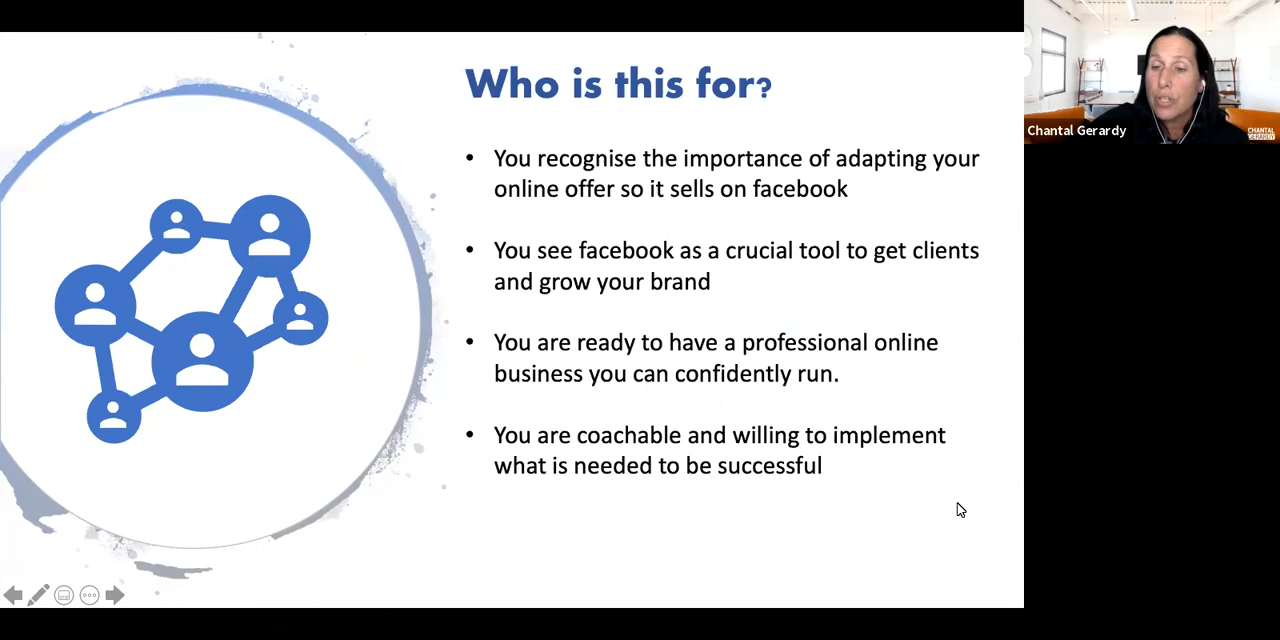 Who is this for?
• You recognise the importance of adapting your
online offer so it sells on facebook
• You see facebook as a crucial tool to get clients
and grow your brand
• You are ready to have a professional online
business you can confidently run.
• You are coachable and willing to implement
what is needed to be successful
Chantal Gerardy
CHANTAL
GERARDY